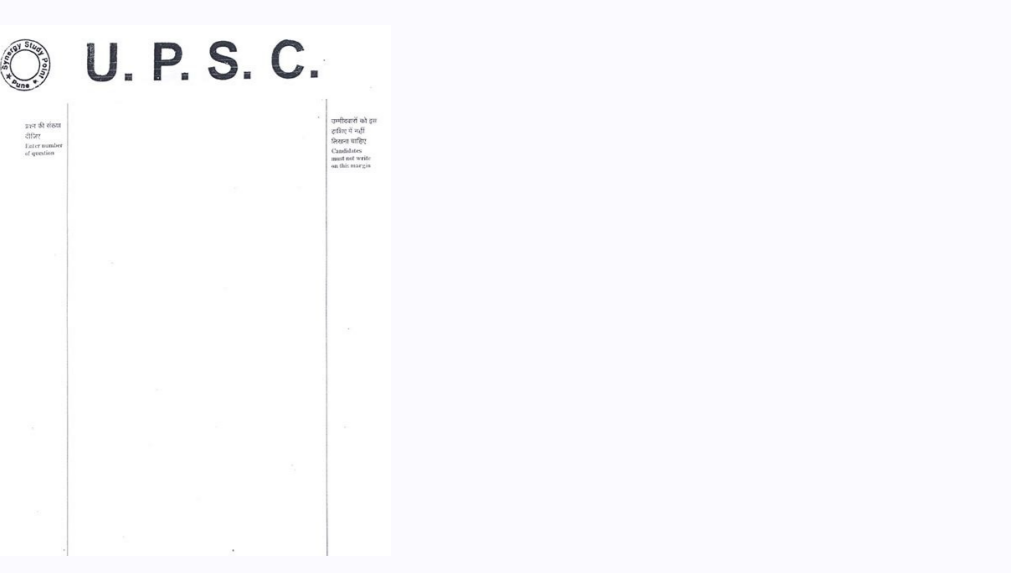 Synergy Study Point
★ Pune ★
U. P. S. C.
प्रश्न की संख्या
दीजिए
Enter number
of question
उम्मीदवारों को इस
हाशिए में नहीं
लिखना चाहिए
Candidates
must not write
on this margin